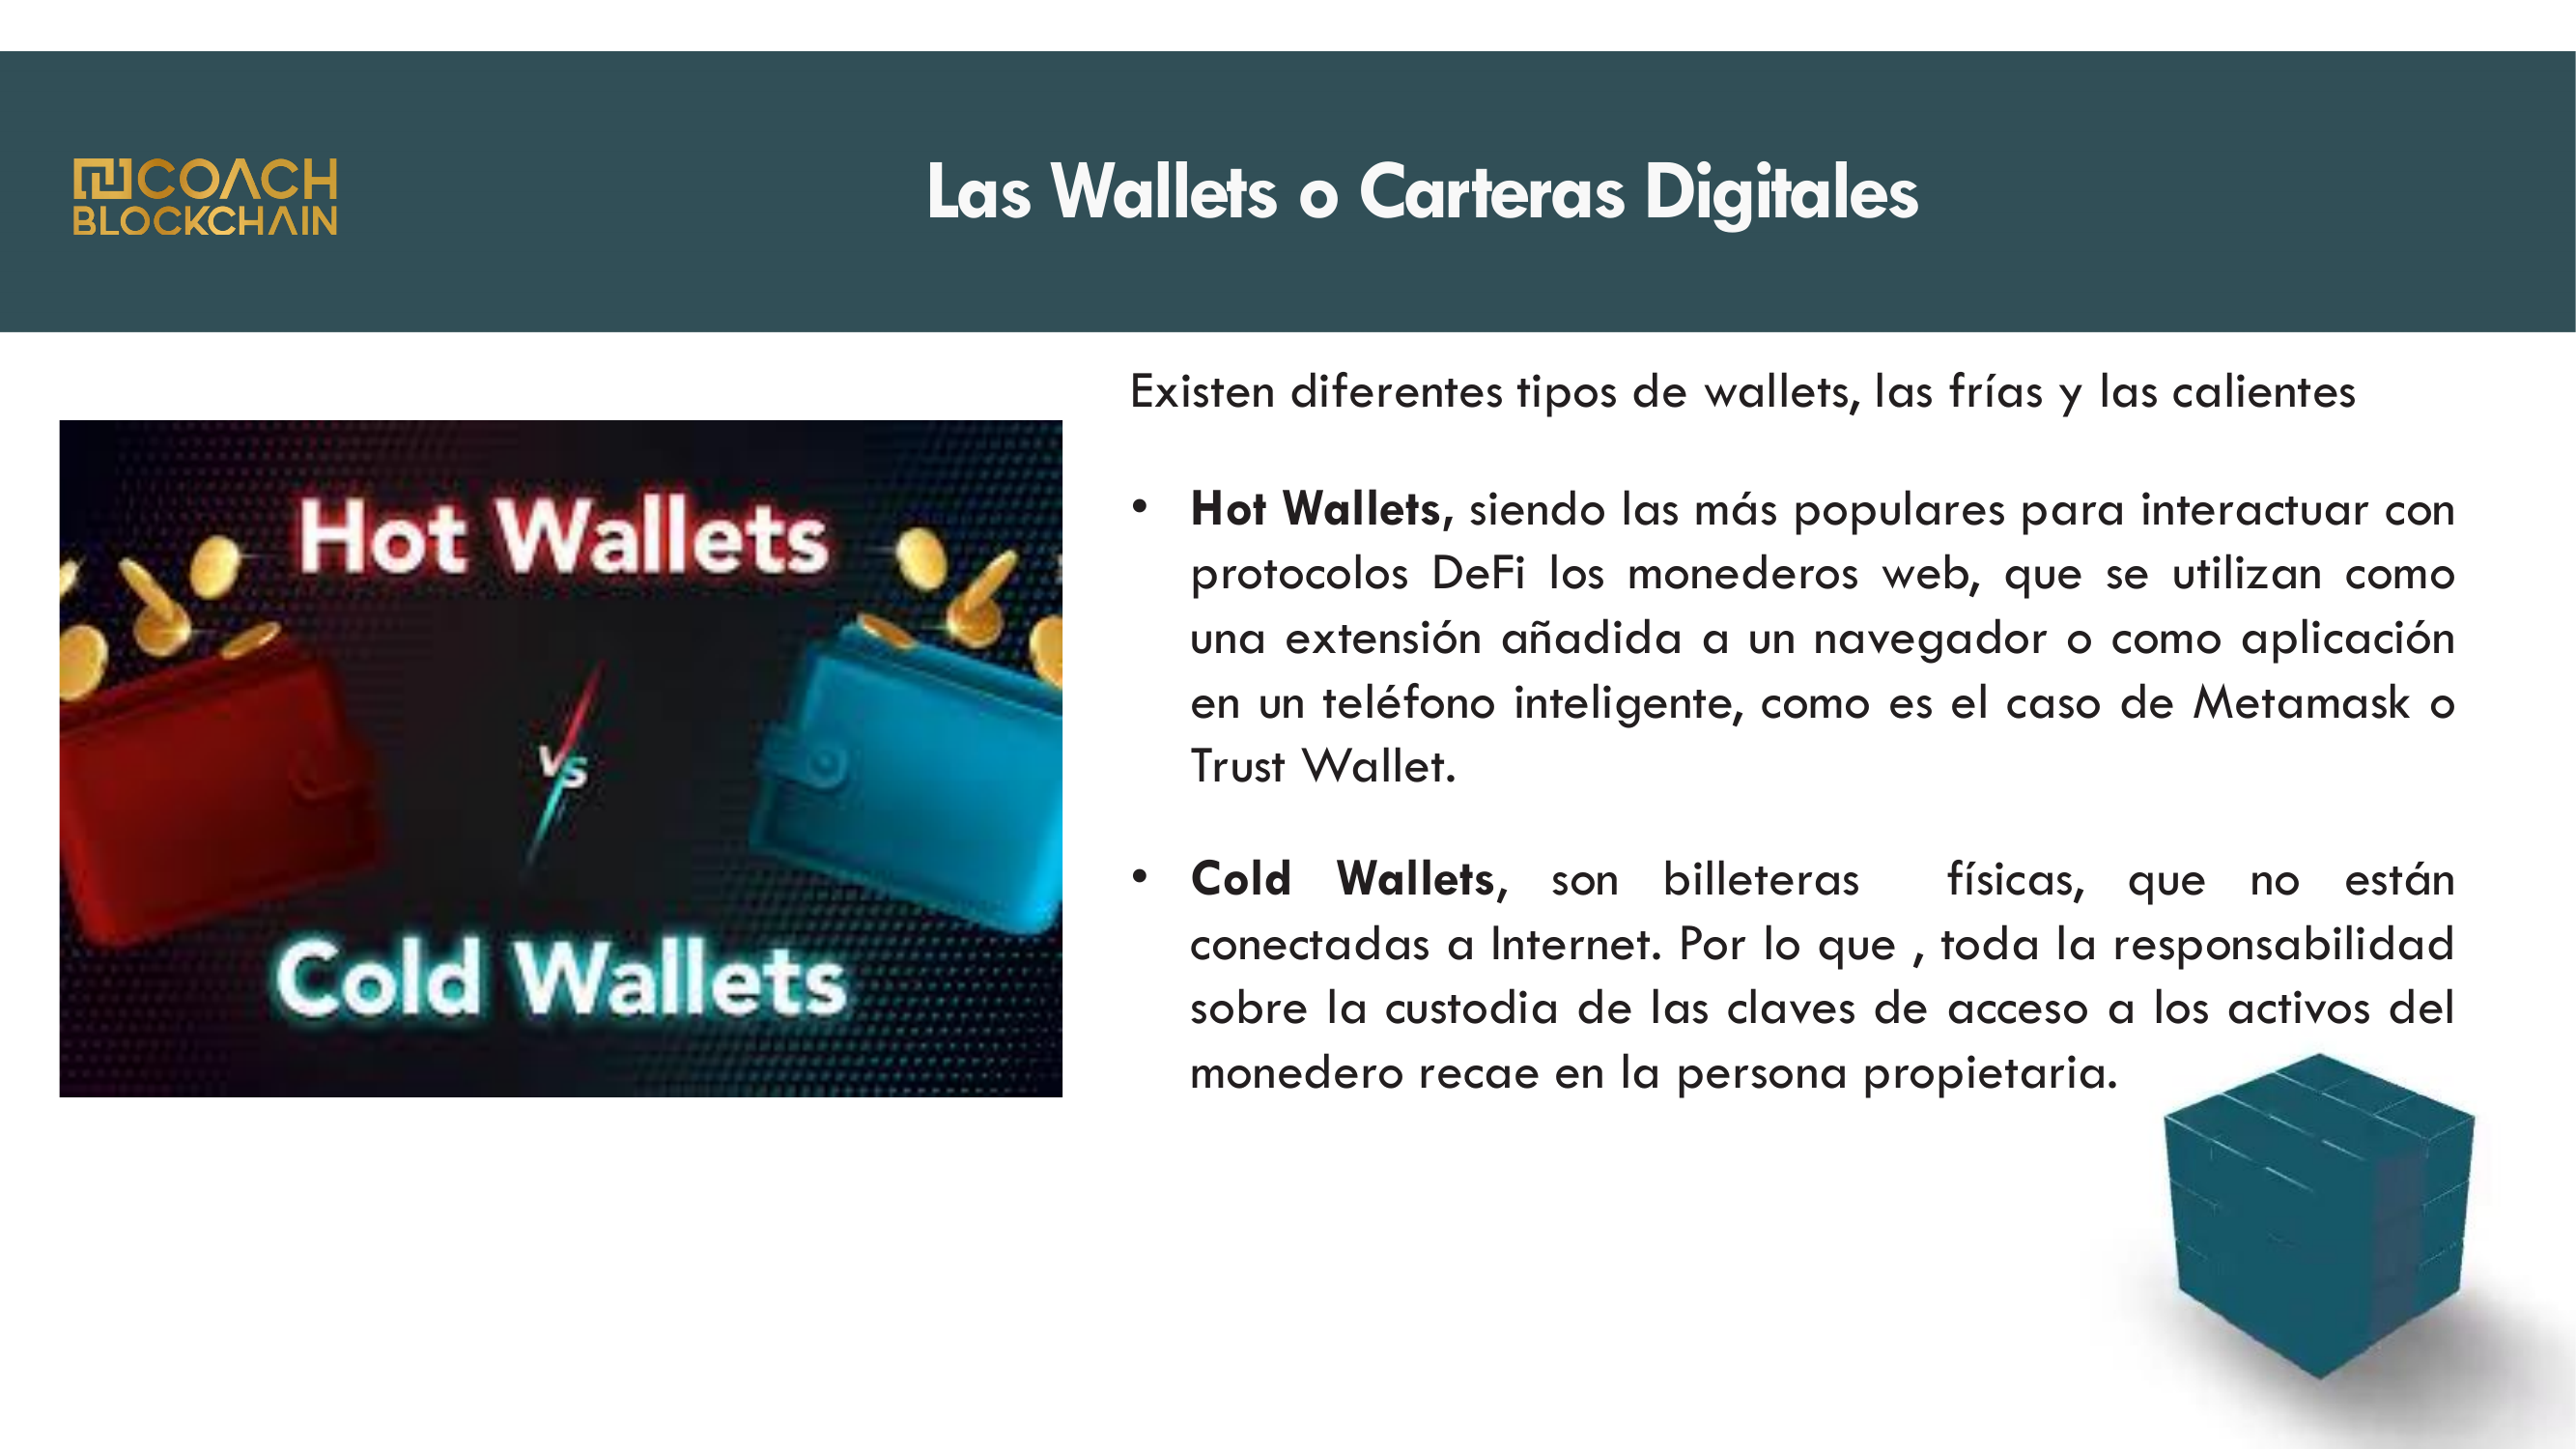 COACH
BLOCKCHAIN
Las Wallets o Carteras Digitales
Hot Wallets
vs
Cold Wallets
Existen diferentes tipos de wallets, las frías y las calientes
• Hot Wallets, siendo las más populares para interactuar con
protocolos DeFi los monederos web, que se utilizan como
una extensión añadida a un navegador o como aplicación
en un teléfono inteligente, como es el caso de Metamask o
Trust Wallet.
• Cold Wallets, son billeteras físicas, que no están
conectadas a Internet. Por lo que , toda la responsabilidad
sobre la custodia de las claves de acceso a los activos del
monedero recae en la persona propietaria.